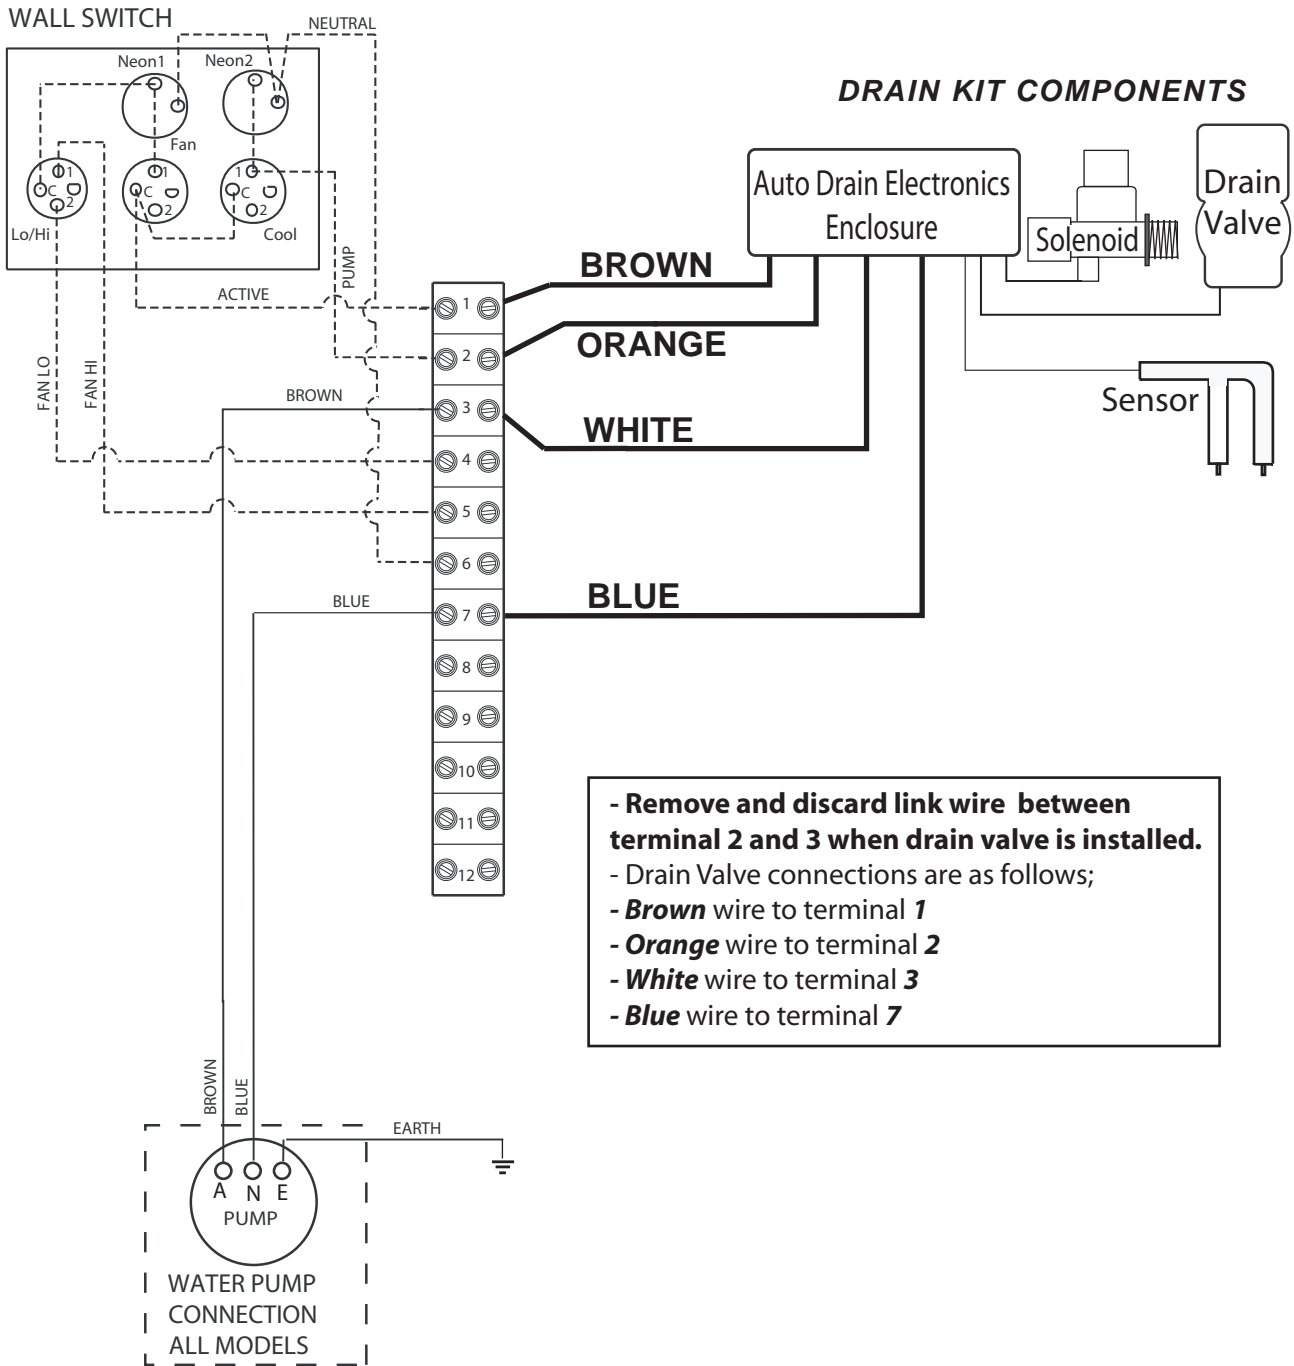 WALL SWITCH
NEUTRAL
Neon1
Neon2
Fan
1
C
2
1
C
2
1
C
2
Lo/Hi
Cool
PUMP
ACTIVE
FAN LO
FAN HI
BROWN
BLUE
1
2
3
4
5
6
7
8
9
10
11
12
DRAIN KIT COMPONENTS
Auto Drain Electronics
Enclosure
Solenoid
Drain
Valve
Sensor
BROWN
ORANGE
WHITE
BLUE
- Remove and discard link wire between
terminal 2 and 3 when drain valve is installed.
- Drain Valve connections are as follows;
- Brown wire to terminal 1
- Orange wire to terminal 2
- White wire to terminal 3
- Blue wire to terminal 7
BROWN
BLUE
EARTH
A N E
PUMP
WATER PUMP
CONNECTION
ALL MODELS